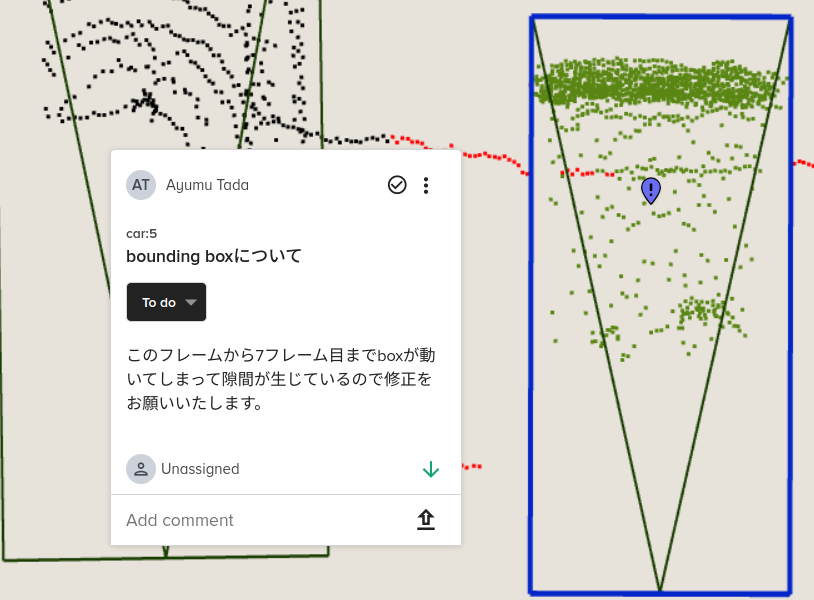 AT Ayumu Tada
car:5
bounding boxについて
To do
このフレームから7フレーム目までboxが動
いてしまって隙間が生じているので修正を
お願いいたします。
Unassigned
Add comment